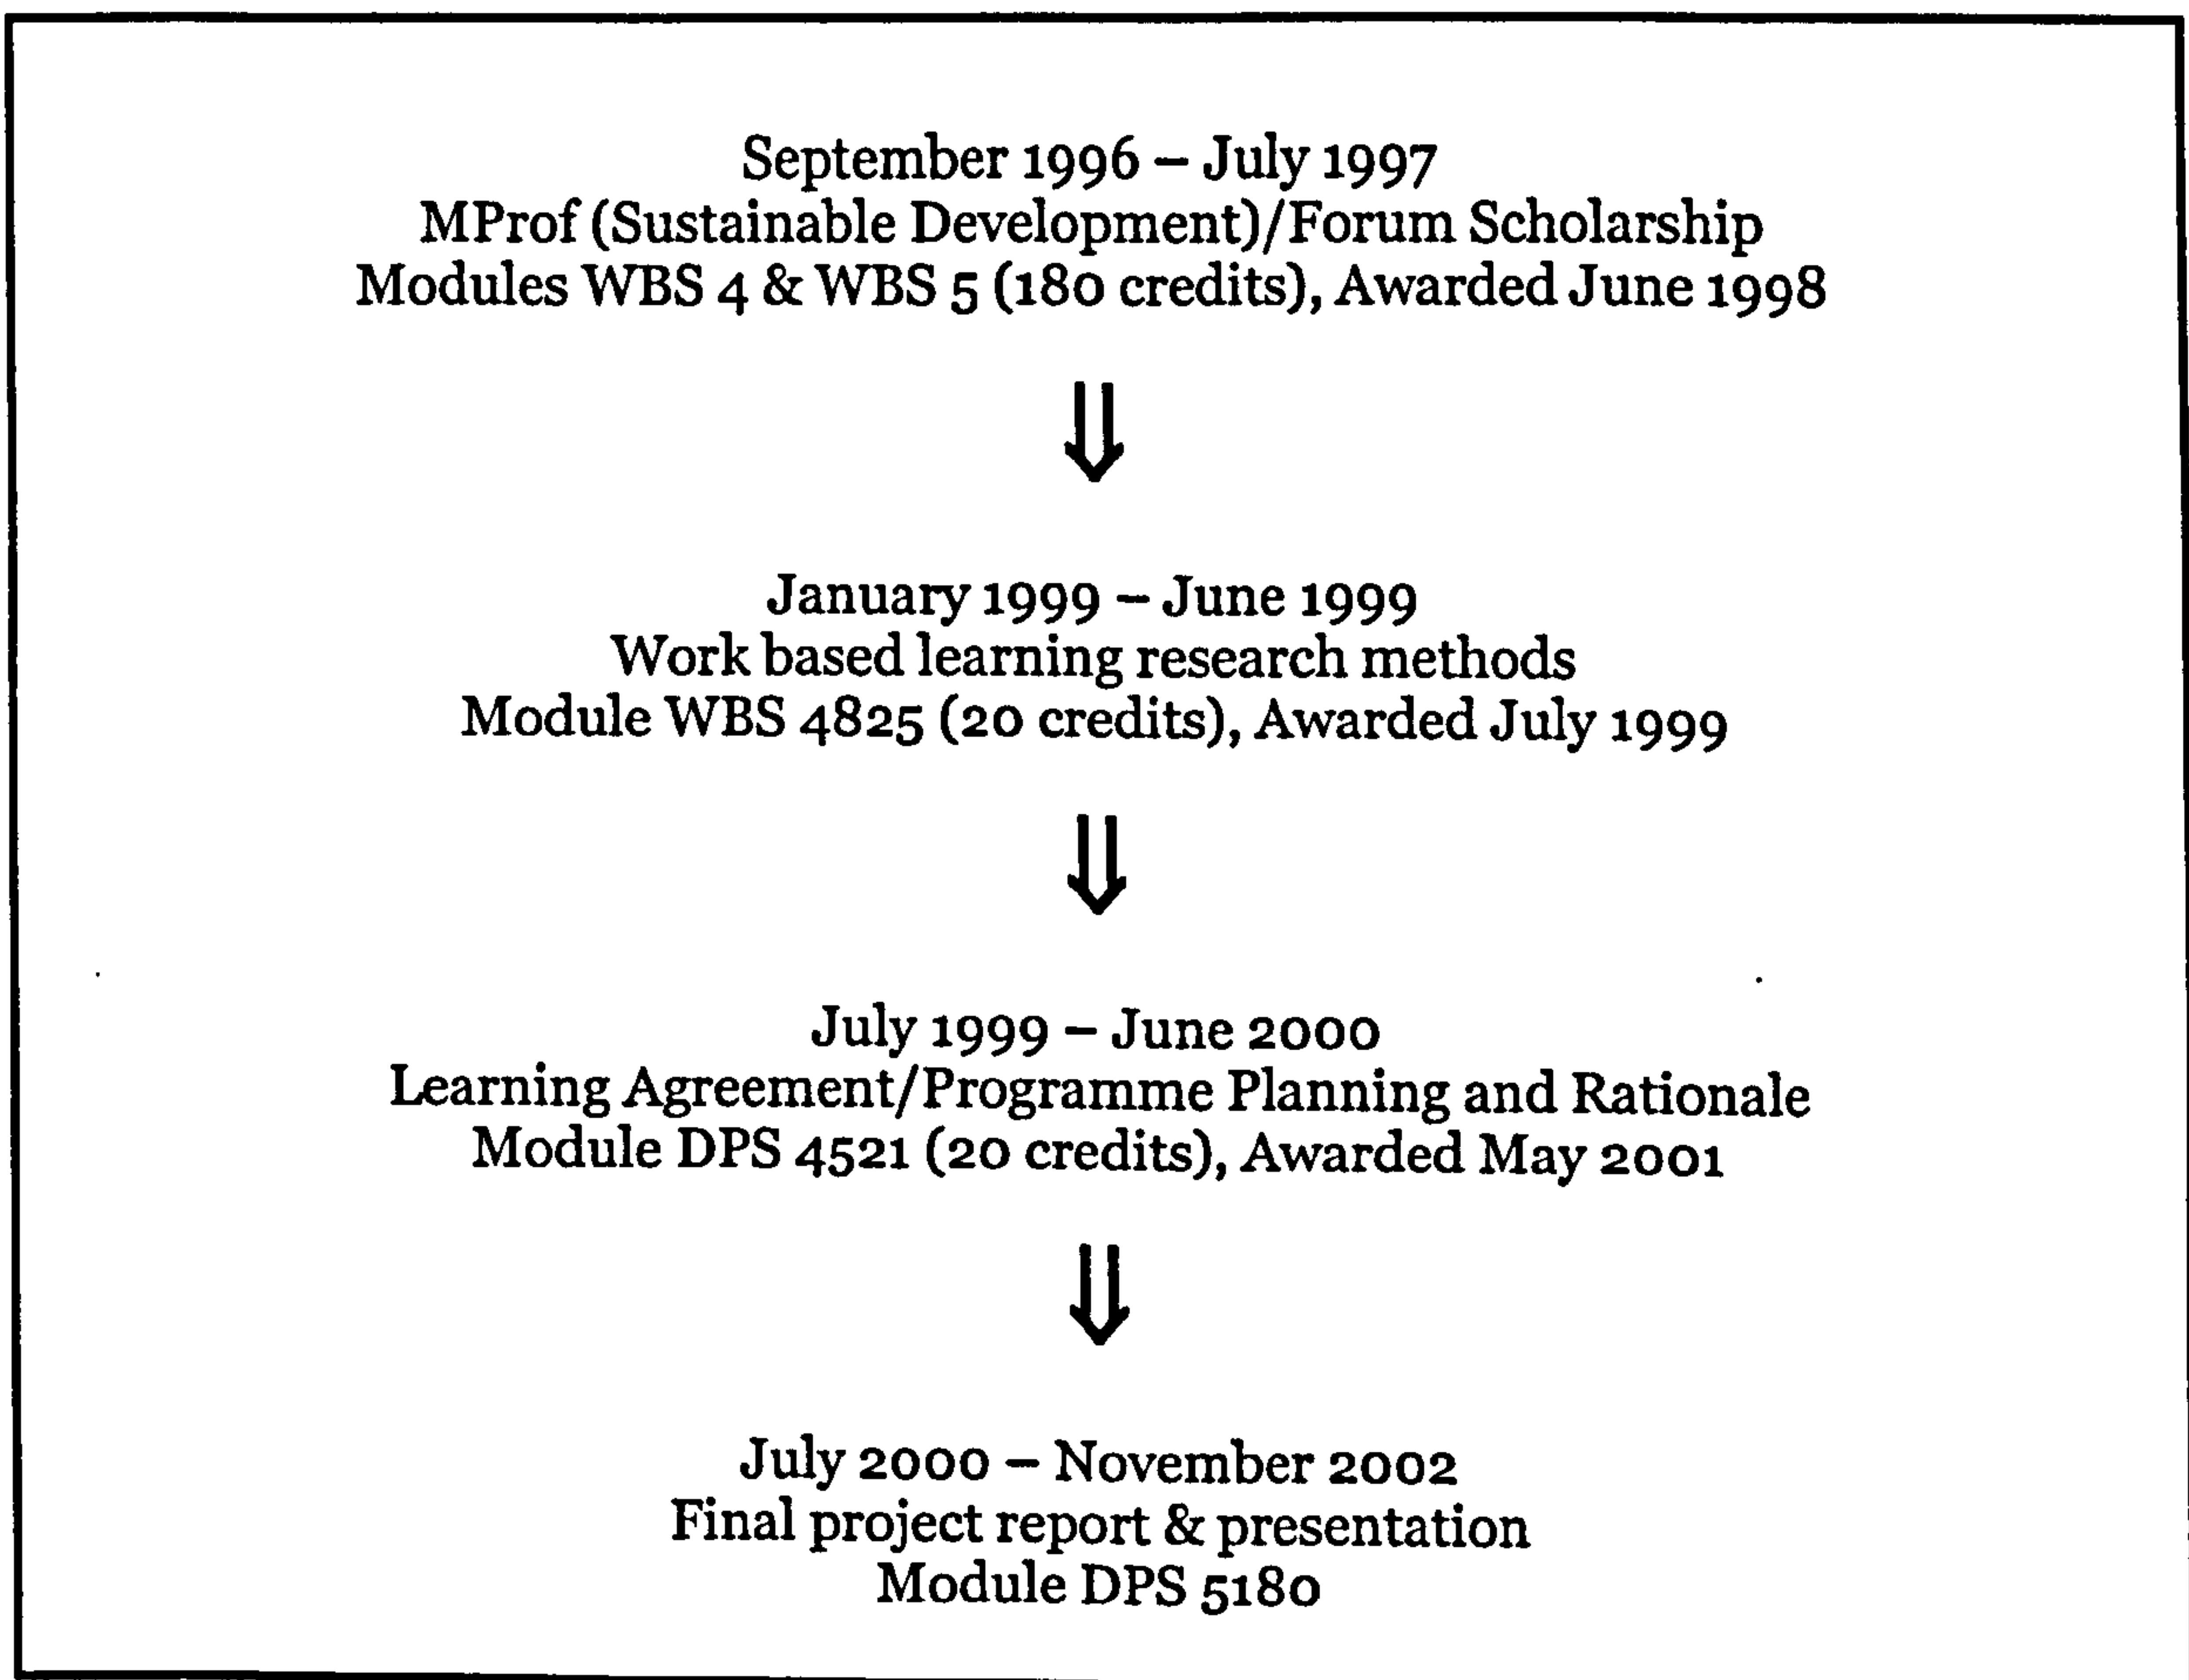 September 1996 – July 1997
MProf (Sustainable Development)/Forum Scholarship
Modules WBS 4 & WBS 5 (180 credits), Awarded June 1998
⇓
January 1999 – June 1999
Work based learning research methods
Module WBS 4825 (20 credits), Awarded July 1999
⇓
July 1999 – June 2000
Learning Agreement/Programme Planning and Rationale
Module DPS 4521 (20 credits), Awarded May 2001
⇓
July 2000 – November 2002
Final project report & presentation
Module DPS 5180